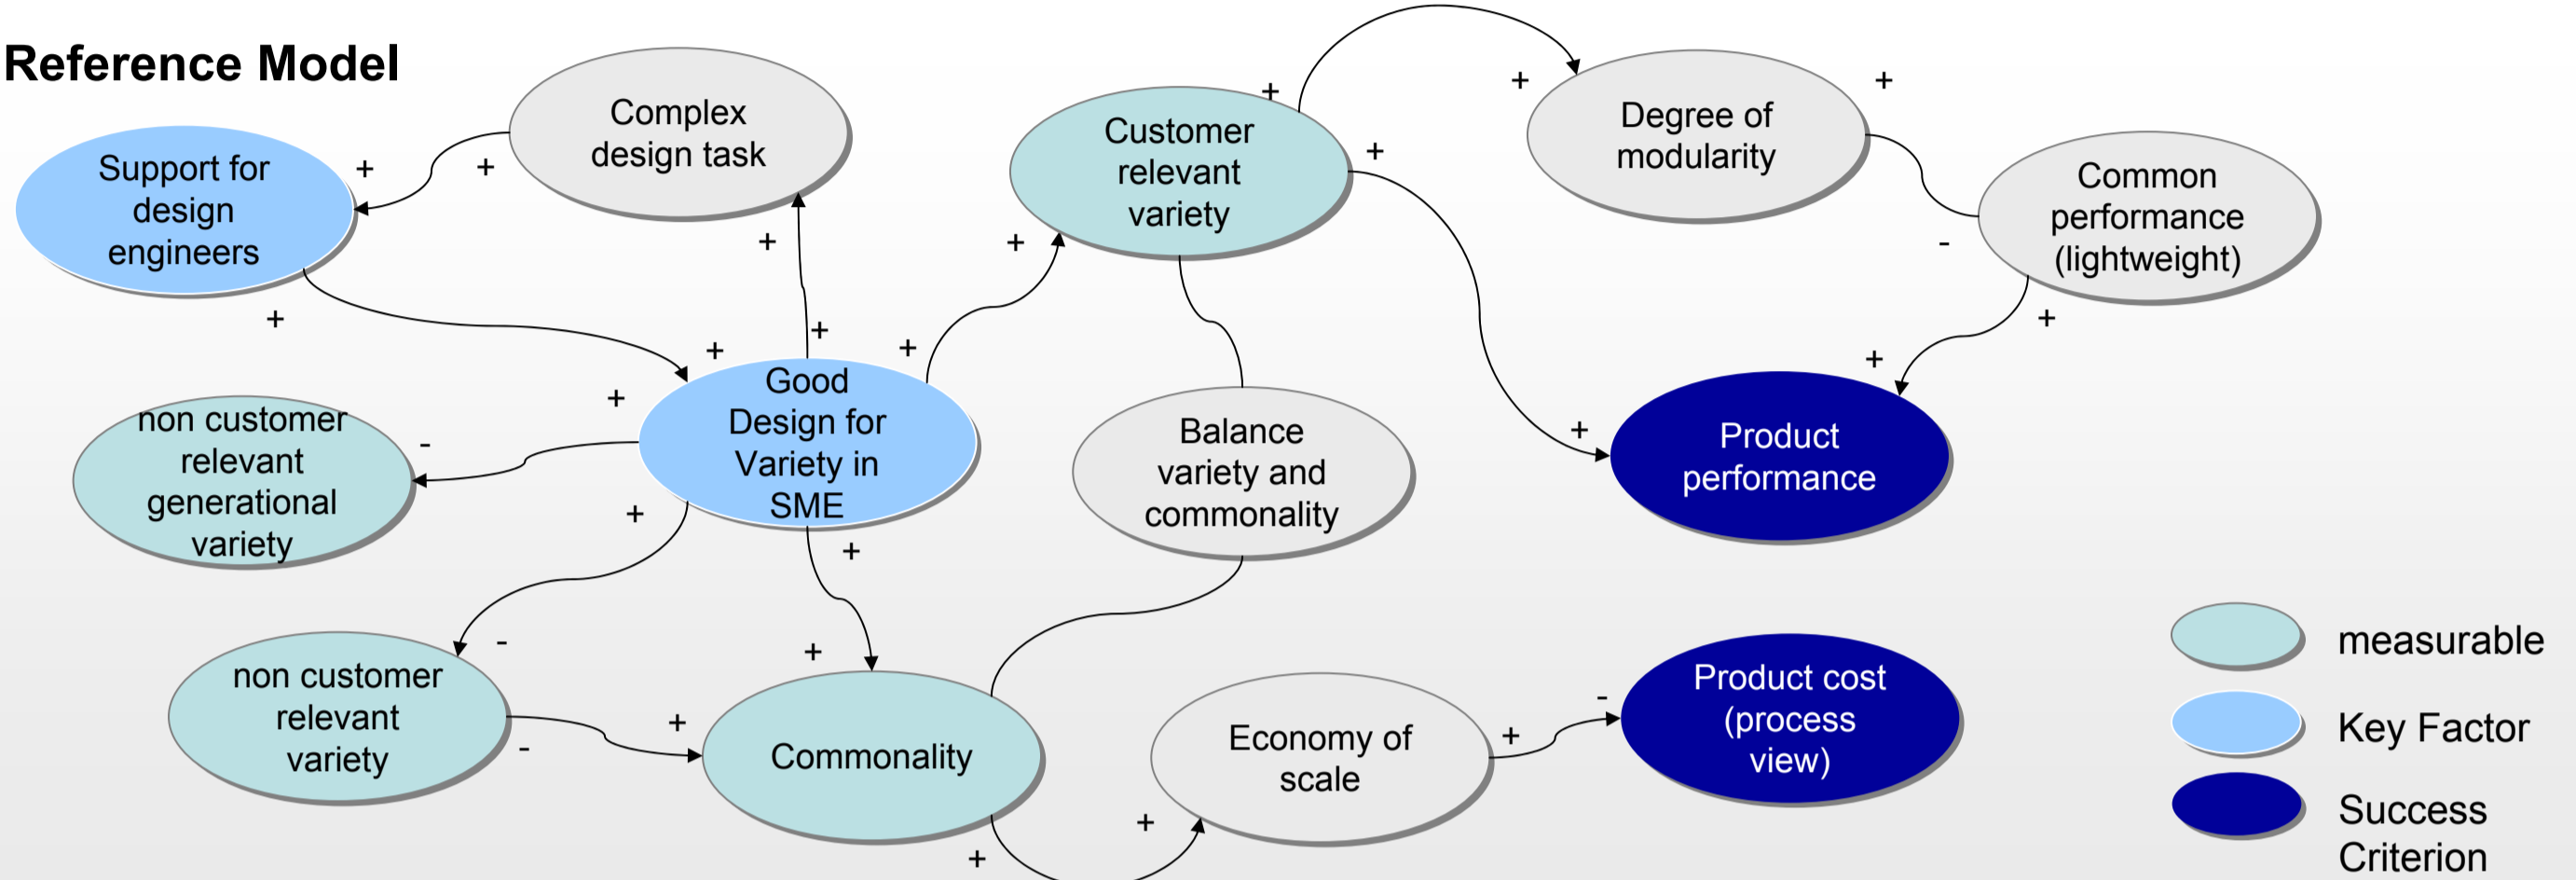 Reference Model
Complex
design task
Support for
design
engineers
Customer
relevant
variety
Degree of
modularity
Common
performance
(lightweight)
+
+
+
+
+
+
+
+
-
+
+
+
+
+
+
+
+
Good
Design for
Variety in
SME
non customer
relevant
generational
variety
-
Balance
variety and
commonality
Product
performance
+
+
+
-
+
non customer
relevant
variety
-
+
Commonality
Economy of
scale
+
-
Product cost
(process
view)
+
+
measurable
Key Factor
Success
Criterion